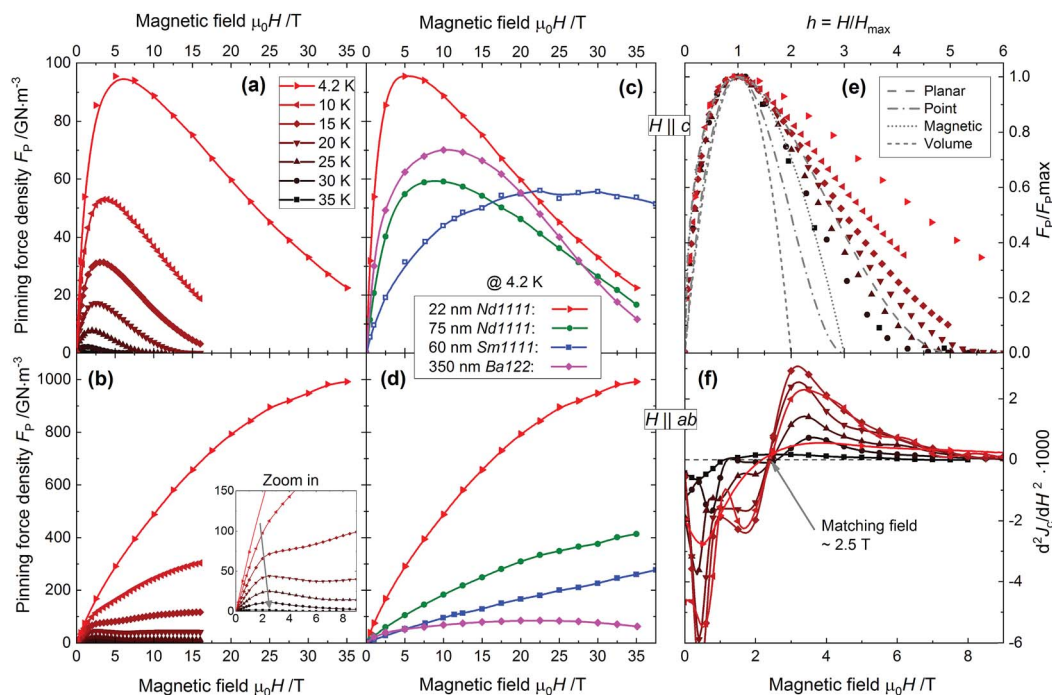 Magnetic field μ₀H /T
Magnetic field μ₀H /T
h = H/Hmax
0 5 10 15 20 25 30 35
0 5 10 15 20 25 30 35
0 1 2 3 4 5 6
Pinning force density FP /GN·m⁻³
100
80
60
40
20
0
(a)
4.2 K
10 K
15 K
20 K
25 K
30 K
35 K
(c)
@ 4.2 K
22 nm Nd1111:
75 nm Nd1111:
60 nm Sm1111:
350 nm Ba122:
H || c
(e)
Planar
Point
Magnetic
Volume
1.0
0.8
0.6
0.4
0.2
0.0
FP/FPmax
Pinning force density FP /GN·m⁻³
1000
800
600
400
200
0
(b)
Zoom in
150
100
50
0
0 2 4 6 8
(d)
H || ab
(f)
Matching field
~ 2.5 T
2
0
-2
-4
-6
d²JC/dH² ·1000
0 5 10 15 20 25 30 35
0 5 10 15 20 25 30 35
0 2 4 6 8
Magnetic field μ₀H /T
Magnetic field μ₀H /T
Magnetic field μ₀H /T